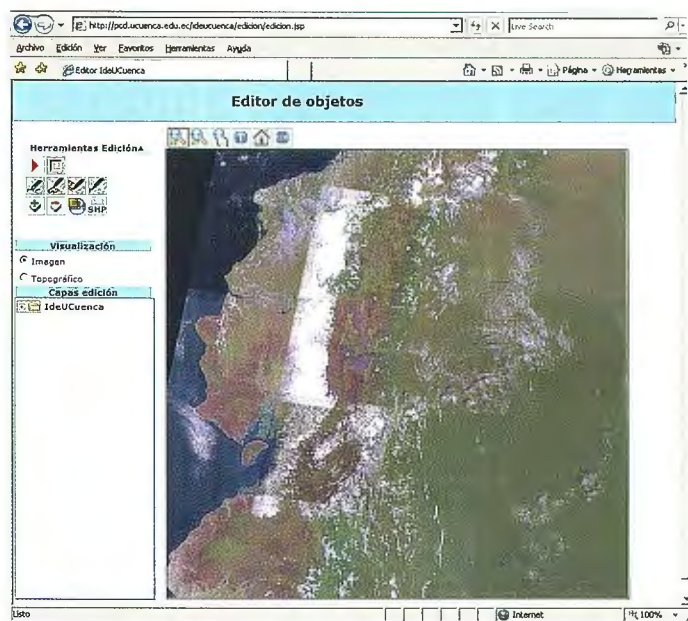 http://pcd.ucuenca.edu.ec/ideucuenca/edicion/edicion.jsp
Live Search
Archivo Edición Ver Favoritos Herramientas Ayuda
Editor IdeUCuenca
Página
Herramientas
Editor de objetos
Herramientas Edición
SHP
Visualización
Imagen
Topográfico
Capas edición
IdeUCuenca
Listo
Internet
100%